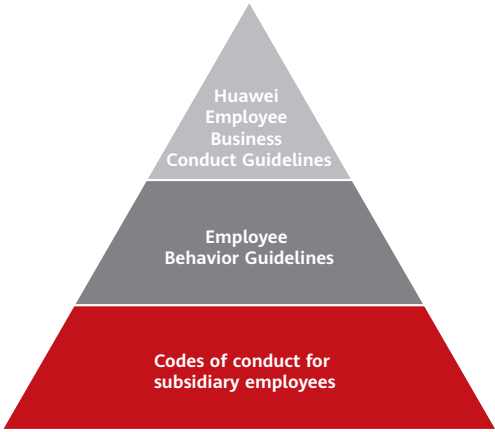 Huawei
Employee
Business
Conduct Guidelines
Employee
Behavior Guidelines
Codes of conduct for
subsidiary employees